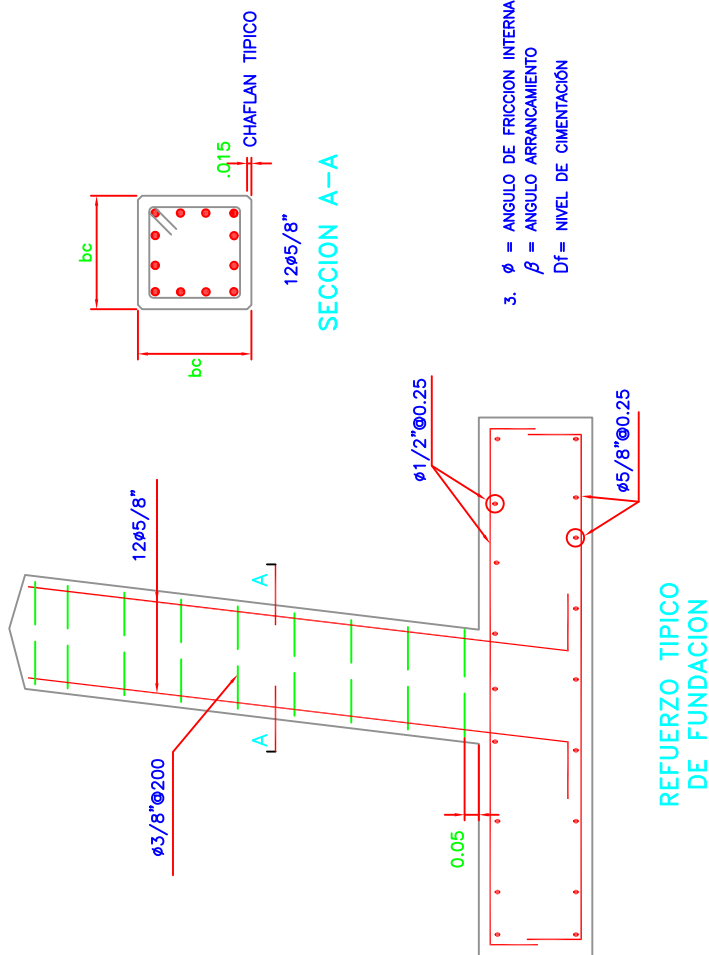 bc
bc
.015
CHAFLAN TIPICO
12ø5/8"
SECCION A-A
3. ø = ANGULO DE FRICCION INTERNA
β = ANGULO ARRANCAMIENTO
Df= NIVEL DE CIMENTACIÓN
12ø5/8"
A
A
ø3/8"@200
0.05
ø1/2"@0.25
ø5/8"@0.25
REFUERZO TIPICO
DE FUNDACION